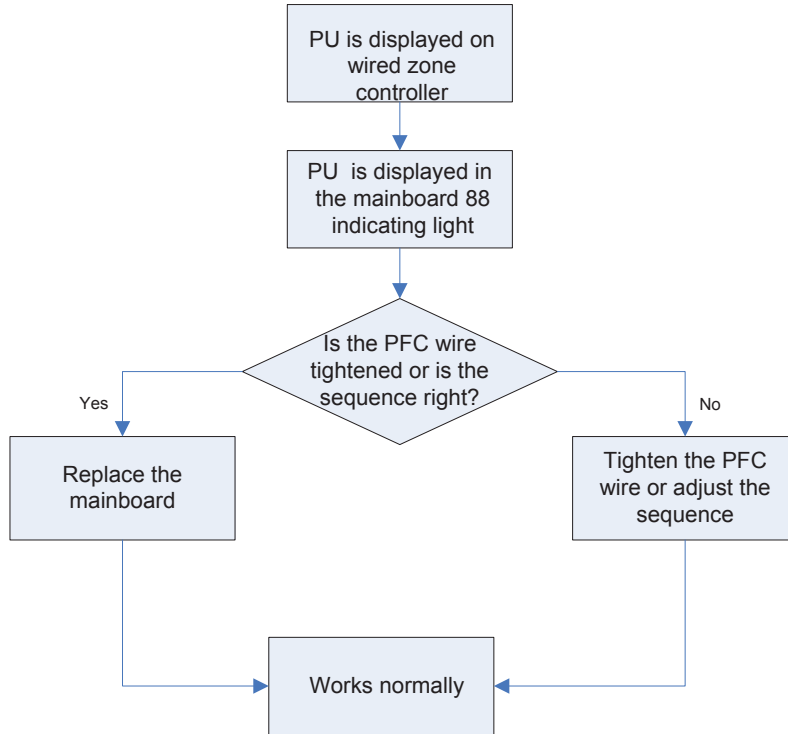 PU is displayed on
wired zone
controller
PU is displayed in
the mainboard 88
indicating light
Is the PFC wire
tightened or is the
sequence right?
Yes
No
Replace the
mainboard
Tighten the PFC
wire or adjust the
sequence
Works normally